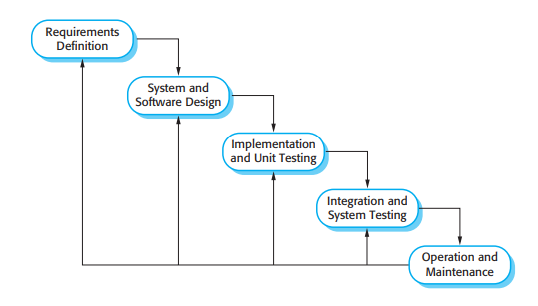 Requirements
Definition
System and
Software Design
Implementation
and Unit Testing
Integration and
System Testing
Operation and
Maintenance